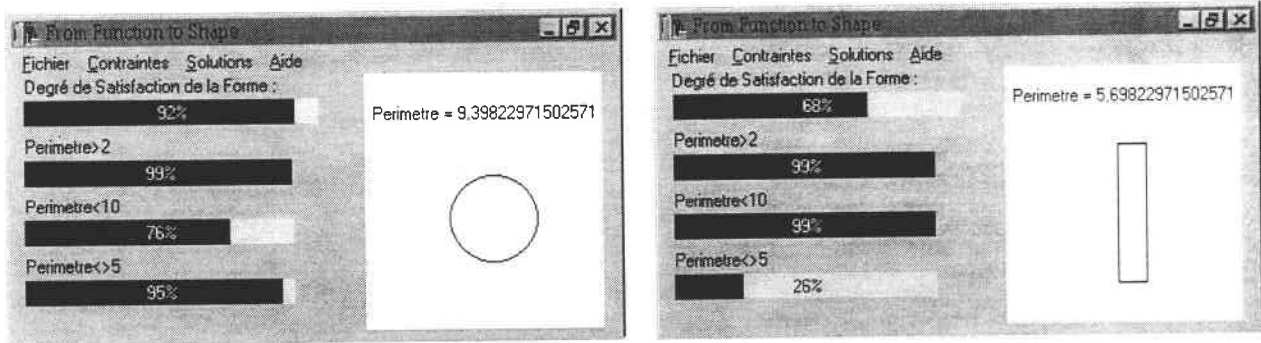 From Function to Shape
Fichier Contraintes Solutions Aide
Degré de Satisfaction de la Forme :
92%
Perimetre>2
99%
Perimetre<10
76%
Perimetre<>5
95%
Perimetre = 9,39822971502571
From Function to Shape
Fichier Contraintes Solutions Aide
Degré de Satisfaction de la Forme :
68%
Perimetre>2
99%
Perimetre<10
99%
Perimetre<>5
26%
Perimetre = 5,69822971502571